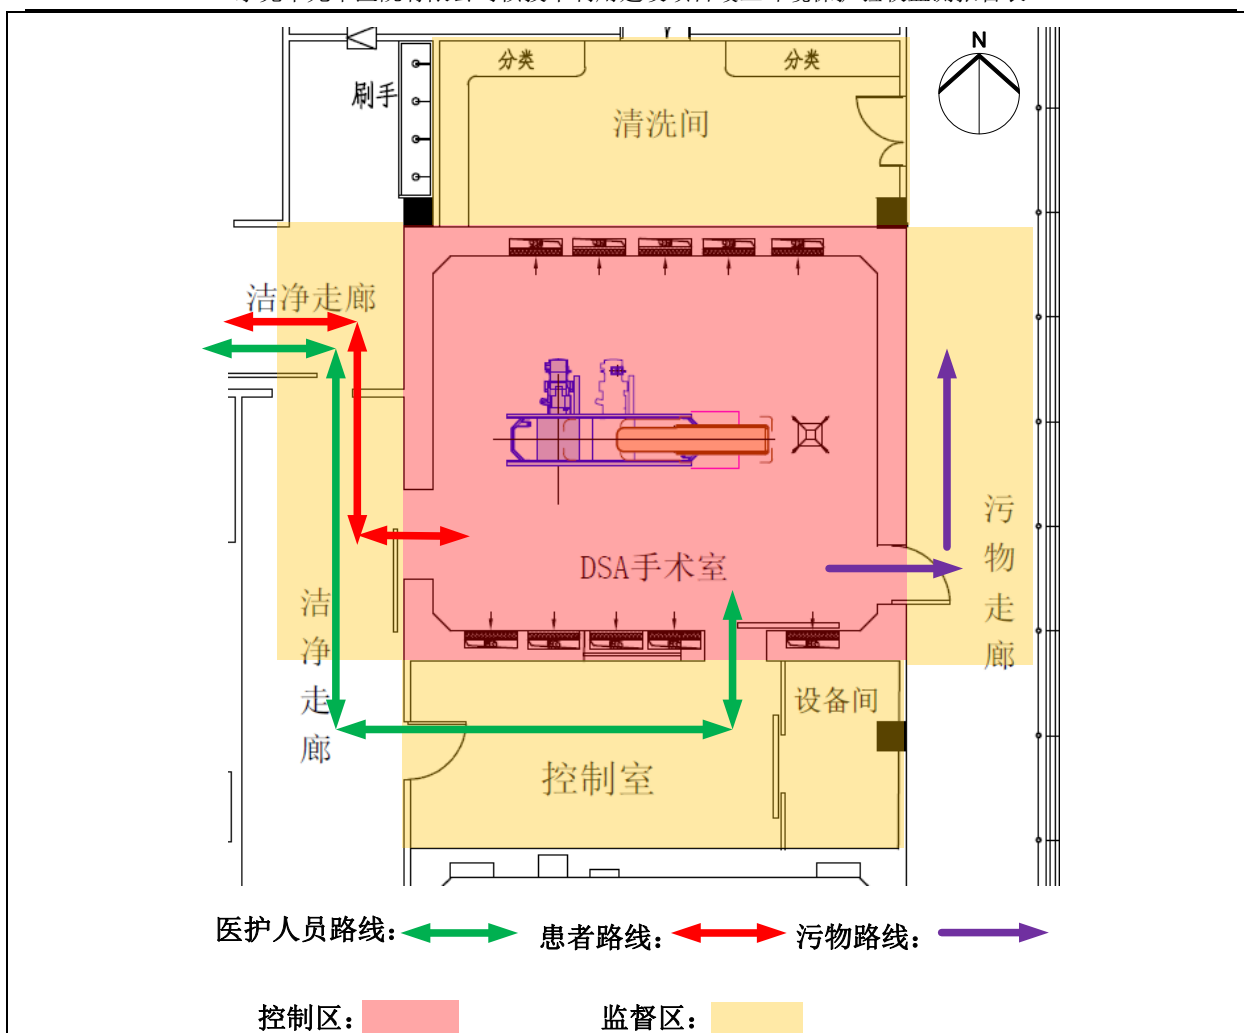 N
分类
分类
刷手
清洗间
洁净走廊
污物走廊
DSA手术室
洁净走廊
设备间
控制室
医护人员路线：
患者路线：
污物路线：
控制区：
监督区：